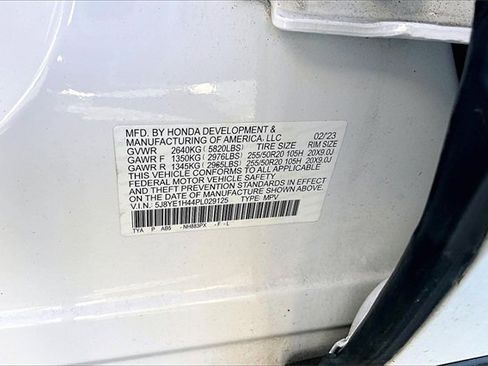 MFD. BY HONDA DEVELOPMENT &
MANUFACTURING OF AMERICA, LLC 02/23
GVWR 2640KG (5820LBS) TIRE SIZE RIM SIZE
GAWR F 1350KG (2976LBS) 255/50R20 105H 20X9.0J
GAWR R 1345KG (2965LBS) 255/50R20 105H 20X9.0J
THIS VEHICLE CONFORMS TO ALL APPLICABLE
FEDERAL MOTOR VEHICLE SAFETY
AND THEFT PREVENTION STANDARDS IN EFFECT
ON THE DATE OF MANUFACTURE SHOWN ABOVE.
V.I.N.: 5J8YE1H44PL029125 TYPE: MPV
TYA P AB5 - NH883PX - F - L